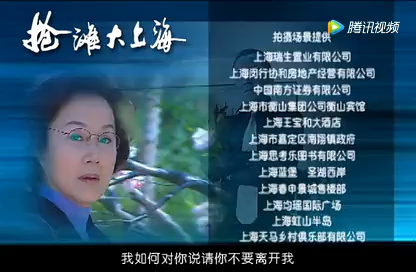 抢滩大上海
腾讯视频
拍摄场景提供
上海瑞生置业有限公司
上海闵行协和房地产经营有限公司
中国南方证券有限公司
上海市衡山集团公司衡山宾馆
上海王宝和大酒店
上海市嘉定区南翔镇政府
上海思考乐图书有限公司
上海蓝堡 圣湖西岸
上海春申景城售楼部
上海均瑶国际广场
上海虹山半岛
上海天马乡村俱乐部有限公司
我如何对你说请你不要离开我